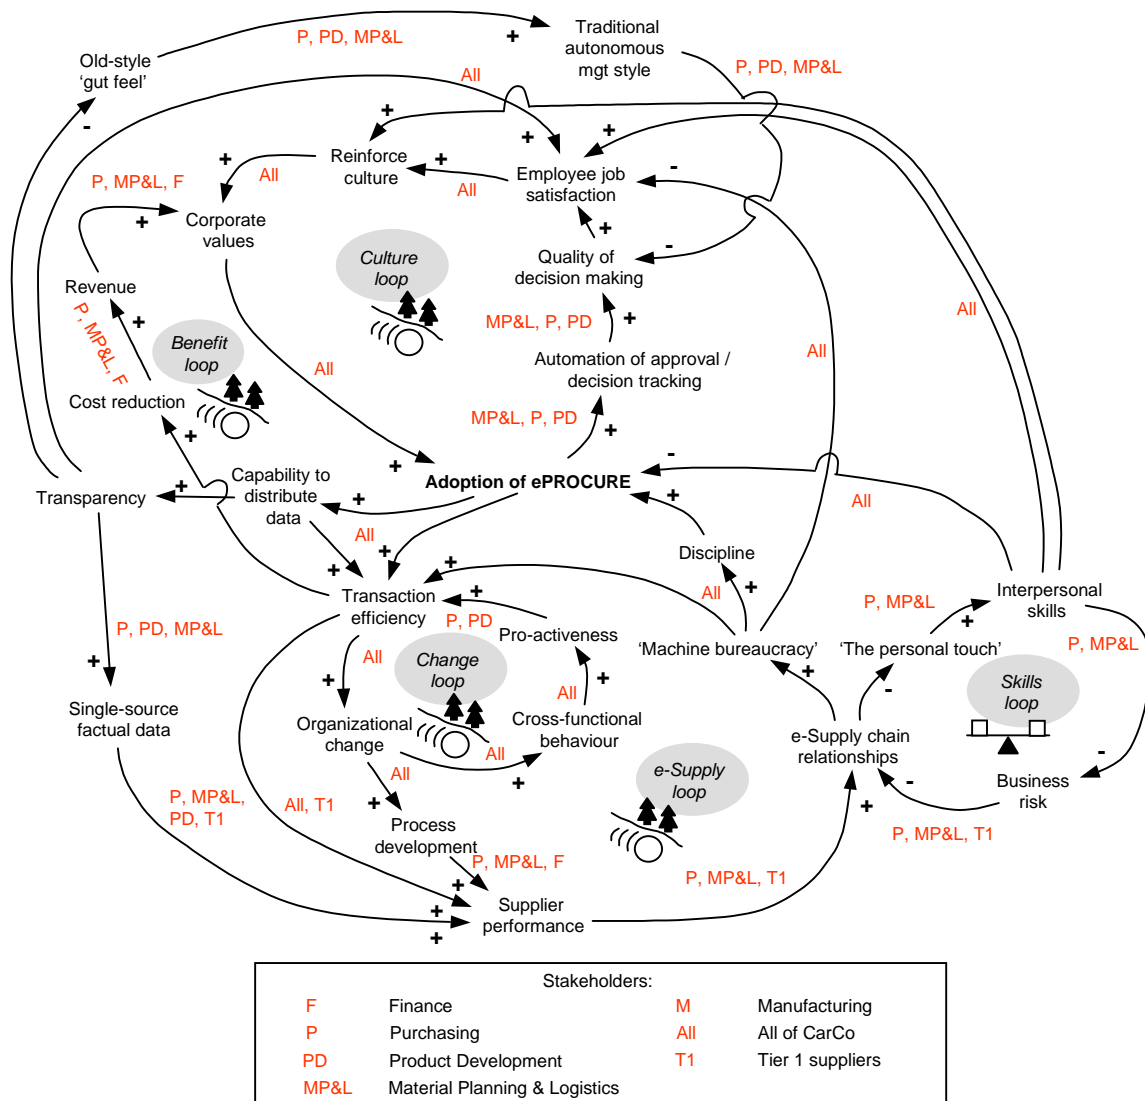 Traditional
autonomous
mgt style
P, PD, MP&L
+
Old-style
'gut feel'
P, PD, MP&L
All
-
+
+
+
Reinforce
culture
+
All
+
All
Employee job
satisfaction
-
P, MP&L, F
+
Corporate
values
+
-
Culture
loop
Quality of
decision making
Revenue
P, MP&L, F
+
MP&L, P, PD
+
All
Benefit
loop
Automation of approval /
decision tracking
All
All
Cost reduction
MP&L, P, PD
+
+
+
-
Capability to
distribute
data
Adoption of ePROCURE
Transparency
+
+
+
All
All
+
Discipline
+
+
Transaction
efficiency
+
P, PD
All
+
Interpersonal
skills
P, MP&L
+
P, PD, MP&L
Pro-activeness
'Machine bureaucracy'
'The personal touch'
P, MP&L
+
All
Change
loop
+
+
-
Skills
loop
+
All
Single-source
factual data
Organizational
change
All
Cross-functional
behaviour
e-Supply chain
relationships
-
e-Supply
loop
All
+
-
Business
risk
P, MP&L,
PD, T1
All, T1
+
+
P, MP&L, T1
Process
development
P, MP&L, F
+
P, MP&L, T1
+
Supplier
performance
+
Stakeholders:
F Finance M Manufacturing
P Purchasing All All of CarCo
PD Product Development T1 Tier 1 suppliers
MP&L Material Planning & Logistics